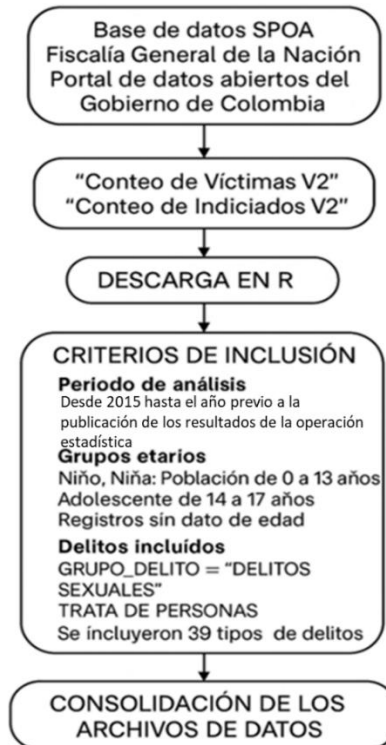 Base de datos SPOA
Fiscalía General de la Nación
Portal de datos abiertos del
Gobierno de Colombia
“Conteo de Víctimas V2”
“Conteo de Indiciados V2”
DESCARGA EN R
CRITERIOS DE INCLUSIÓN
Período de análisis
Desde 2015 hasta el año previo a la
publicación de los resultados de la operación
estadística
Grupos etarios
Niño, Niña: Población de 0 a 13 años
Adolescente de 14 a 17 años
Registros sin dato de edad
Delitos incluídos
GRUPO_DELITO = “DELITOS
SEXUALES”
TRATA DE PERSONAS
Se incluyeron 39 tipos de delitos
CONSOLIDACIÓN DE LOS
ARCHIVOS DE DATOS